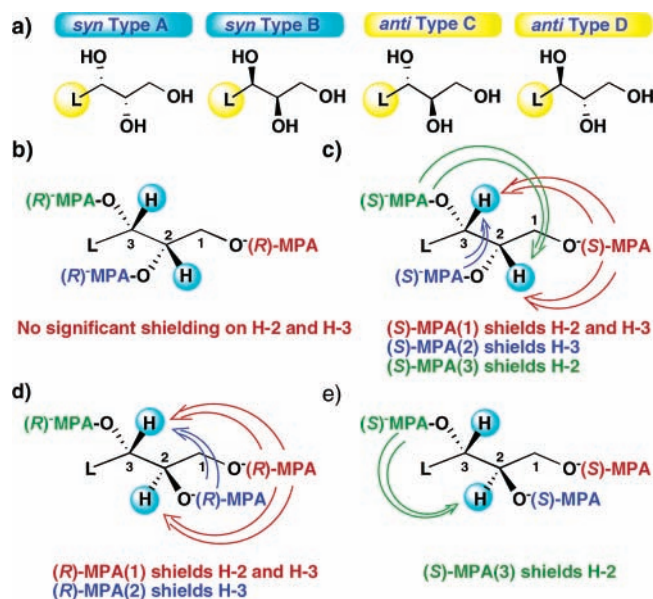 a) syn Type A syn Type B anti Type C anti Type D
HO HO HO HO
L OH L OH L OH L OH
OH OH OH OH
b) c)
(R)-MPA-O H (S)-MPA-O H
3 2 1 3 2 1
L O-(R)-MPA L O-(S)-MPA
(R)-MPA-O H (S)-MPA-O H
No significant shielding on H-2 and H-3
(S)-MPA(1) shields H-2 and H-3
(S)-MPA(2) shields H-3
(S)-MPA(3) shields H-2
d) e)
(R)-MPA-O H (S)-MPA-O H
3 2 1 3 2 1
L O-(R)-MPA L O-(S)-MPA
H O-(R)-MPA H O-(S)-MPA
(R)-MPA(1) shields H-2 and H-3
(R)-MPA(2) shields H-3
(S)-MPA(3) shields H-2